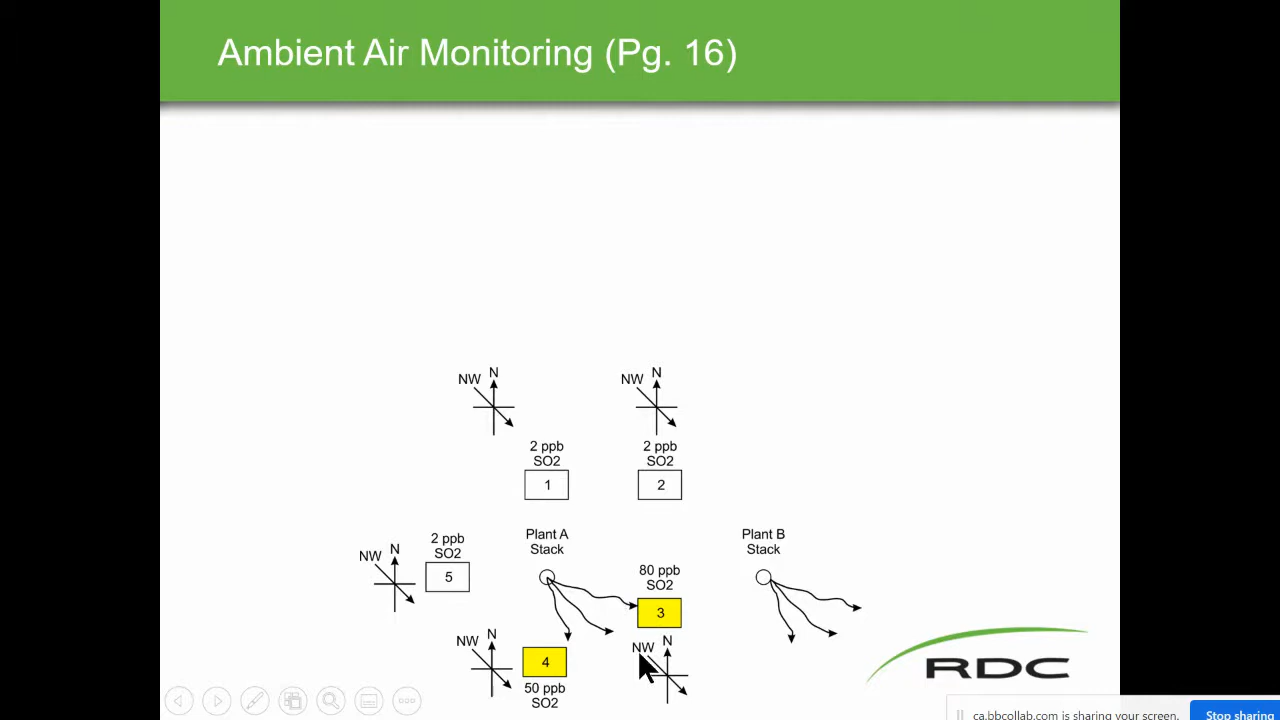 Ambient Air Monitoring (Pg. 16)
N
NW
N
NW
2 ppb
SO2
1
2 ppb
SO2
2
2 ppb
SO2
5
N
NW
Plant A
Stack
Plant B
Stack
80 ppb
SO2
3
N
NW
4
50 ppb
SO2
N
NW
RDC
ca.bbcollab.com is sharing your screen.
Stop sharing